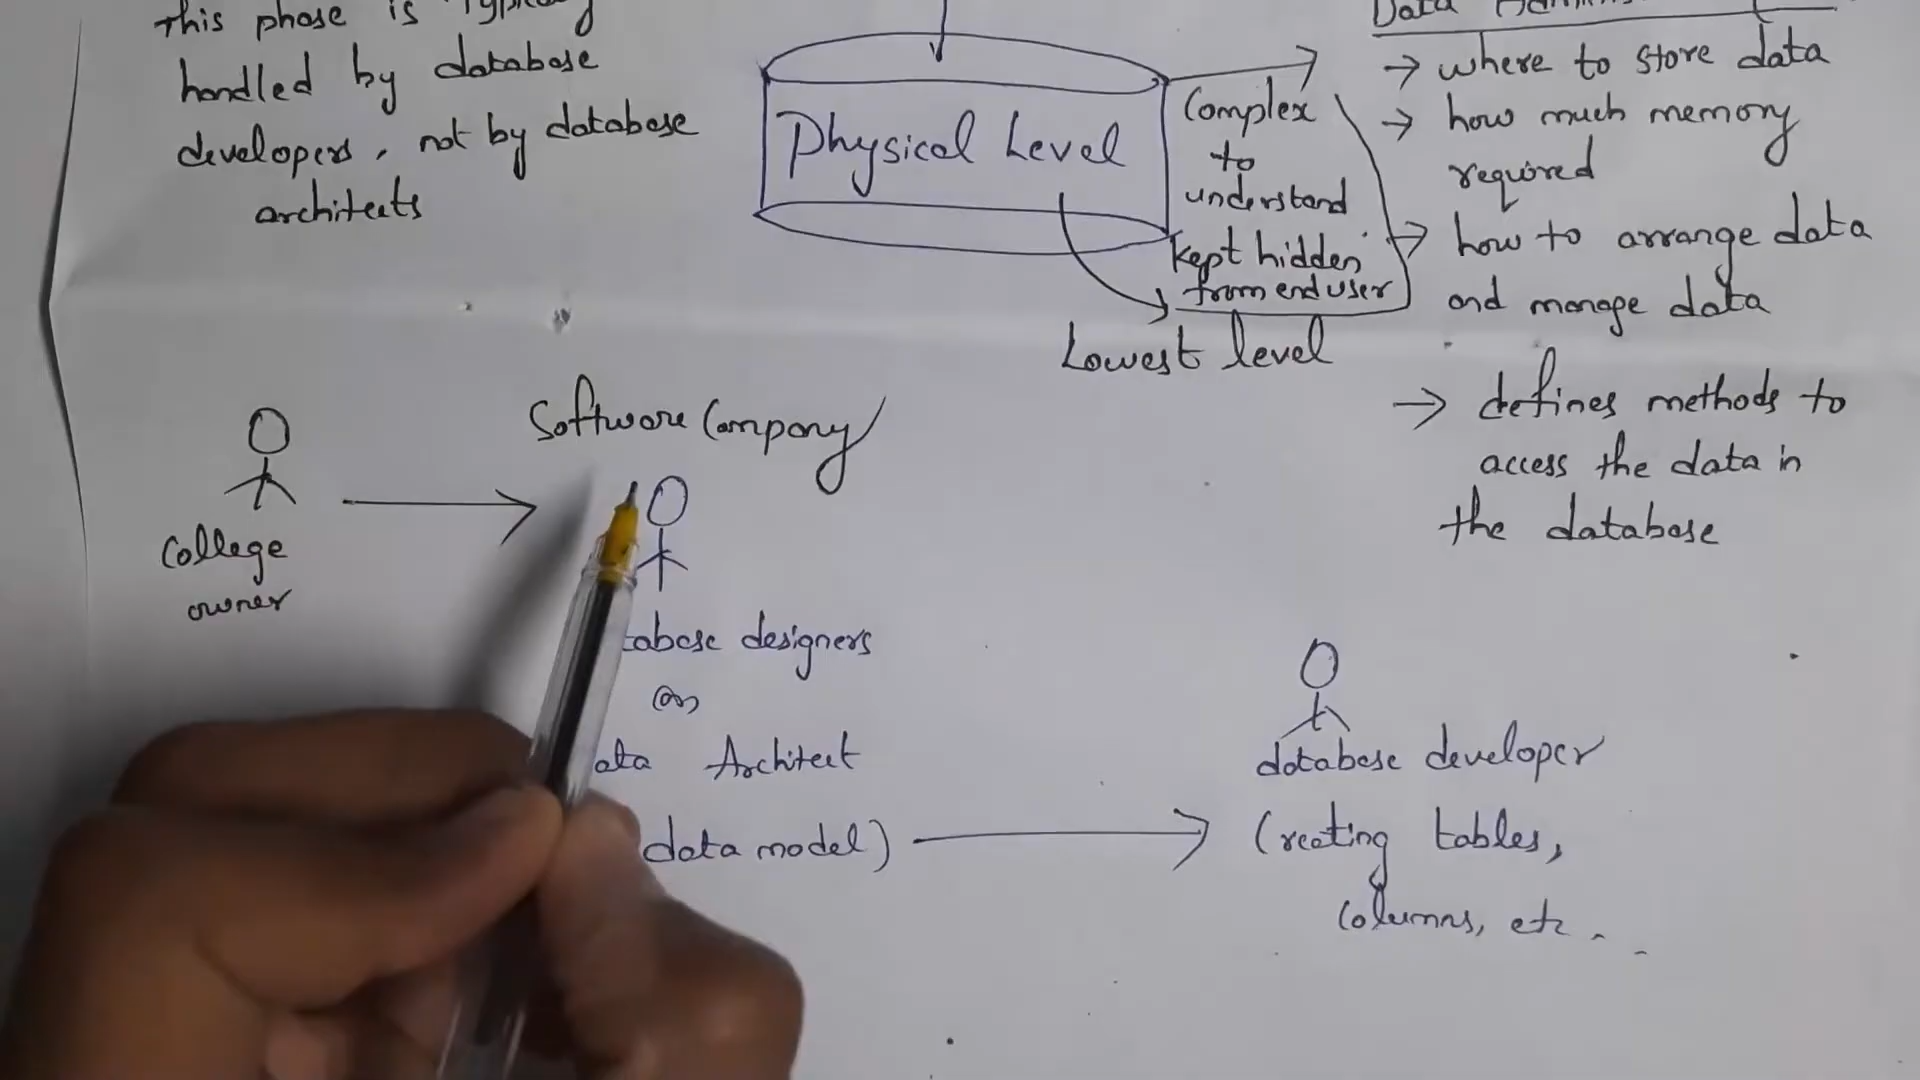 This phase is Typically
handled by database
developers, not by database
architects
Physical Level
Complex
to
understand
kept hidden
from end user
Lowest level
Data
→ where to store data
→ how much memory
required
→ how to arrange data
and manage data
→ defines methods to
access the data in
the database
College
owner
Software Company
designers
(or)
Architect
data model)
database developer
(creating tables,
columns, etc..